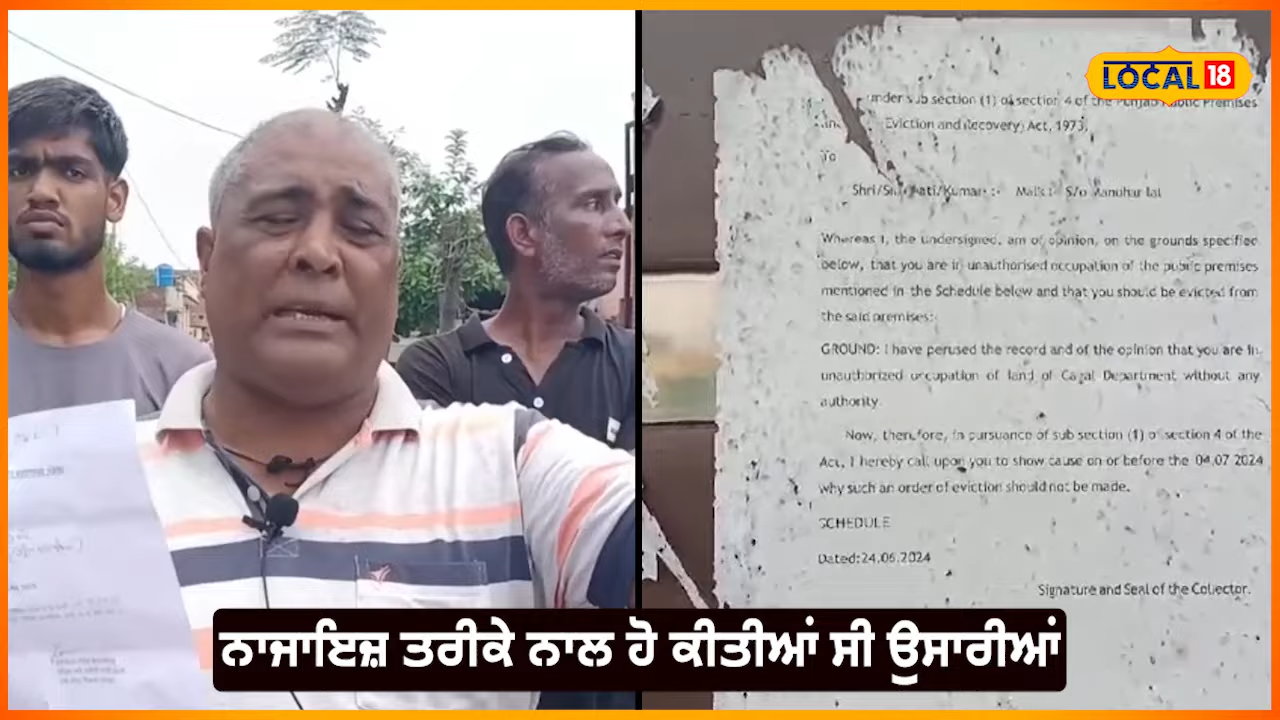 LOCAL 18
under sub section (1) of section 4 of the Punjab Public Premises
Eviction and Recovery) Act, 1973.
To
S/o Manohar lal
Whereas I, the undersigned, am of opinion, on the grounds specified
below, that you are in unauthorised occupation of the public premises
mentioned in the Schedule below and that you should be evicted from
the said premises:-
GROUND: I have perused the record and of the opinion that you are in
unauthorized occupation of land of Canal Department without any
authority.
Now, therefore, in pursuance of sub section (1) of section 4 of the
Act, I hereby call upon you to show cause on or before the 04.07 2024
why such an order of eviction should not be made.
SCHEDULE
Dated:24.06.2024
Signature and Seal of the Collector.
ਨਾਜਾਇਜ਼ ਤਰੀਕੇ ਨਾਲ ਹੋ ਕੀਤੀਆਂ ਸੀ ਉਸਾਰੀਆਂ